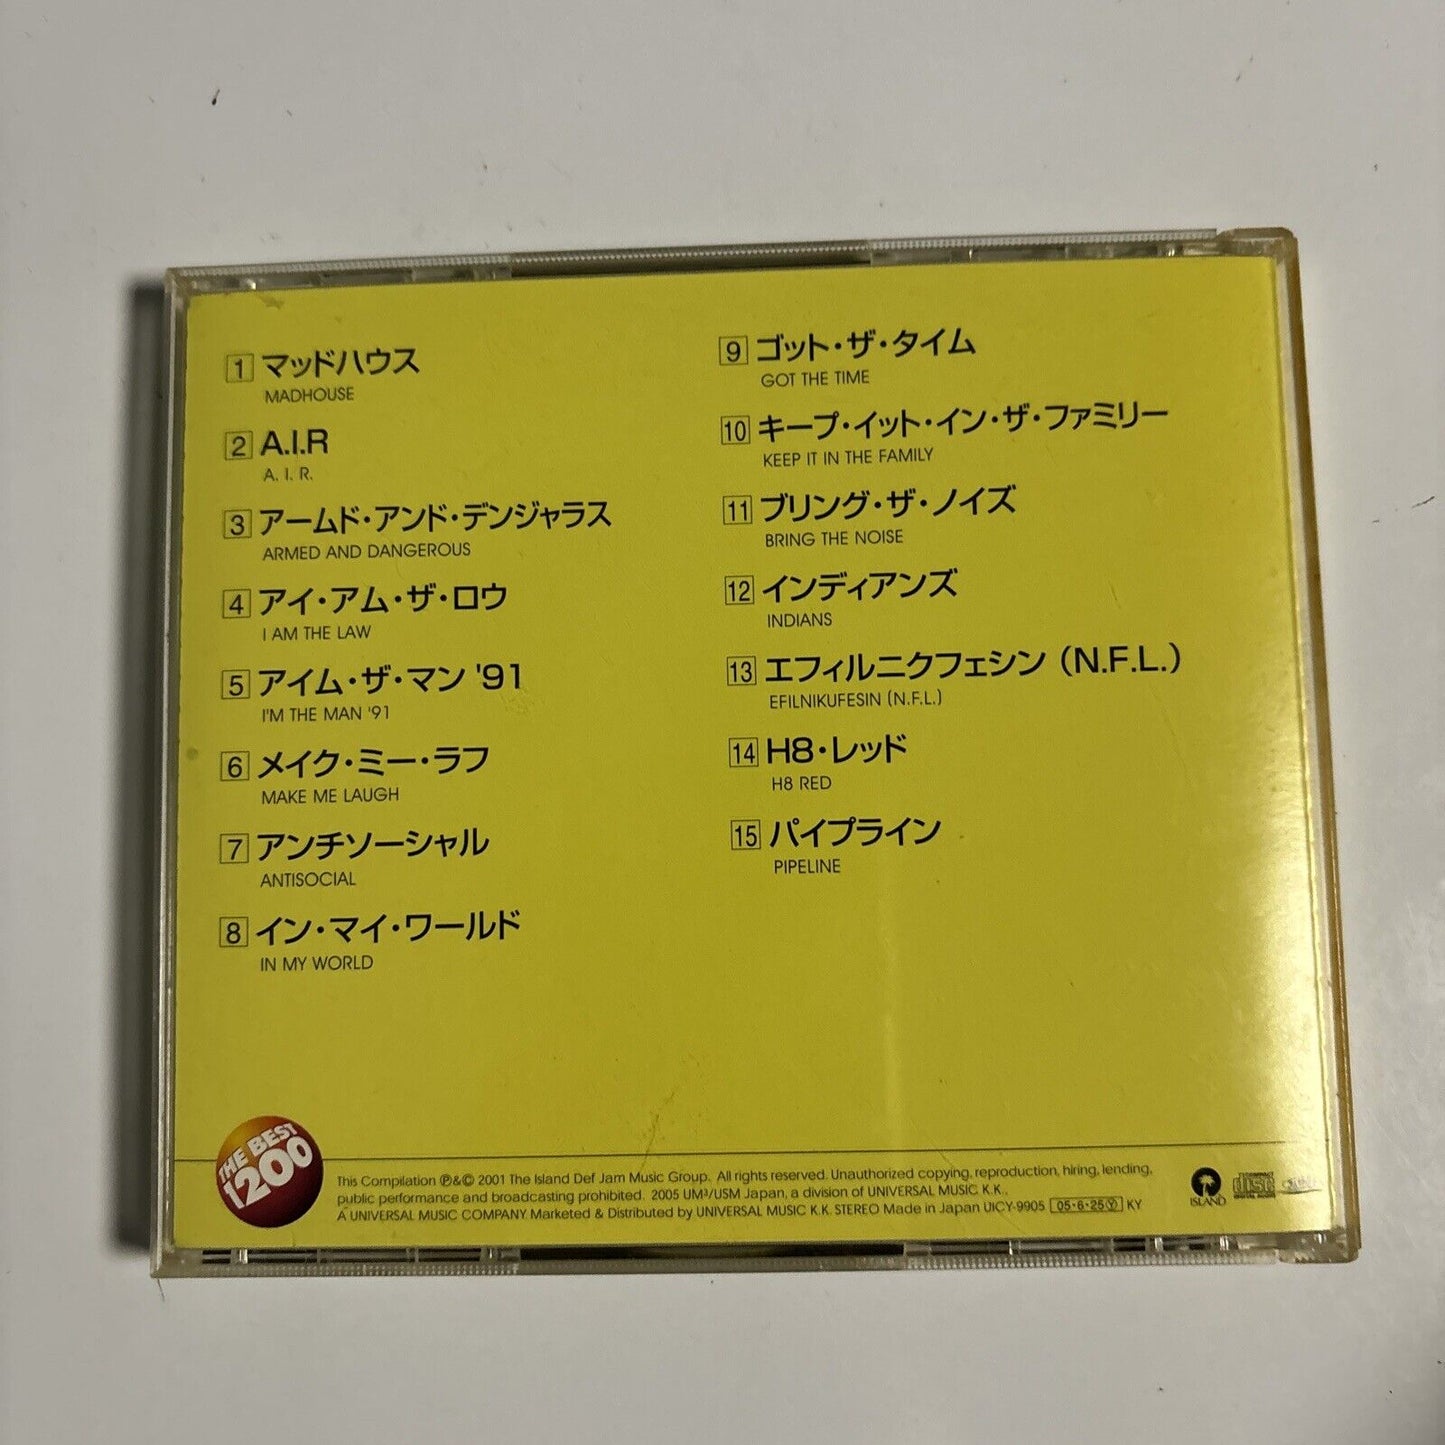 1 マッドハウス
MADHOUSE
2 A.I.R
A. I. R.
3 アームド・アンド・デンジャラス
ARMED AND DANGEROUS
4 アイ・アム・ザ・ロウ
I AM THE LAW
5 アイム・ザ・マン '91
I'M THE MAN '91
6 メイク・ミー・ラフ
MAKE ME LAUGH
7 アンチソーシャル
ANTISOCIAL
8 イン・マイ・ワールド
IN MY WORLD
9 ゴット・ザ・タイム
GOT THE TIME
10 キープ・イット・イン・ザ・ファミリー
KEEP IT IN THE FAMILY
11 ブリング・ザ・ノイズ
BRING THE NOISE
12 インディアンズ
INDIANS
13 エフィルニクフェシン (N.F.L.)
EFILNIKUFESIN (N.F.L.)
14 H8・レッド
H8 RED
15 パイプライン
PIPELINE
THE BEST
1200
This Compilation ℗&© 2001 The Island Def Jam Music Group. All rights reserved. Unauthorized copying, reproduction, hiring, lending,
public performance and broadcasting prohibited. 2005 UM³/USM Japan, a division of UNIVERSAL MUSIC K.K.,
A UNIVERSAL MUSIC COMPANY. Marketed & Distributed by UNIVERSAL MUSIC K.K. STEREO Made in Japan UICY-9905 05・6・25Ⓨ KY
ISLAND
disc
DIGITAL AUDIO